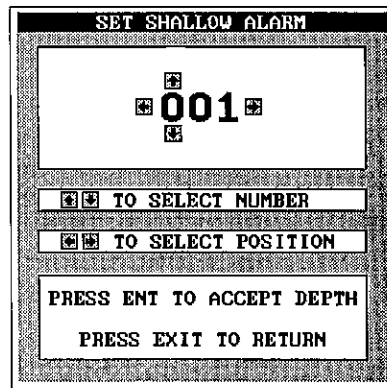 SET SHALLOW ALARM
001
TO SELECT NUMBER
TO SELECT POSITION
PRESS ENT TO ACCEPT DEPTH
PRESS EXIT TO RETURN